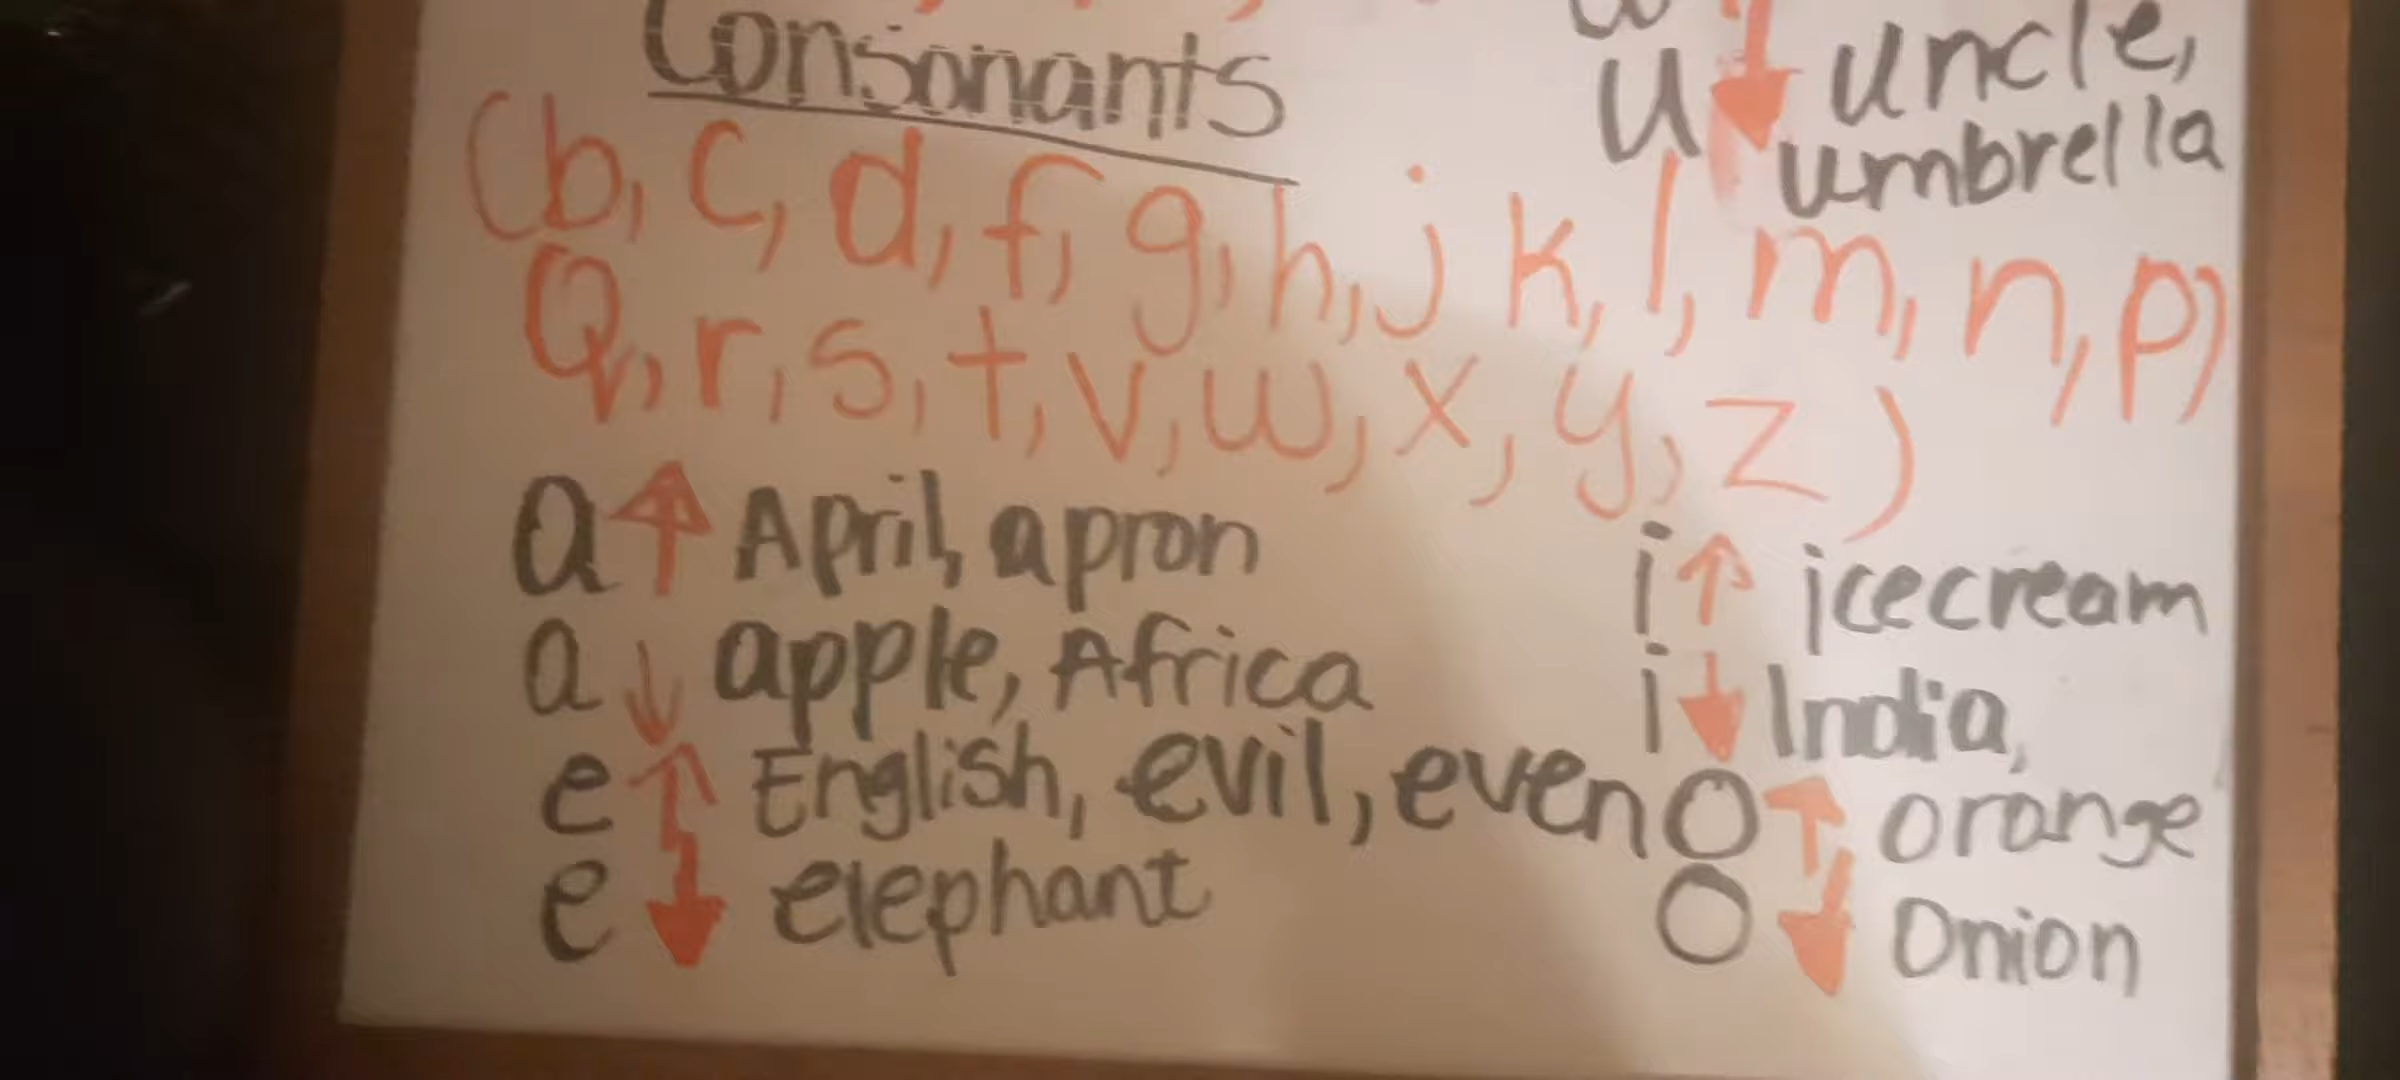 Consonants
u ↓ uncle,
umbrella
(b, c, d, f, g, h, j k, l, m, n, p)
Q, r, s, t, v, w, x, y, z)
a ↑ April, apron
a ↓ apple, Africa
e ↑ English, evil, even
e ↓ elephant
i ↑ icecream
i ↓ India,
O ↑ orange
O ↓ Onion